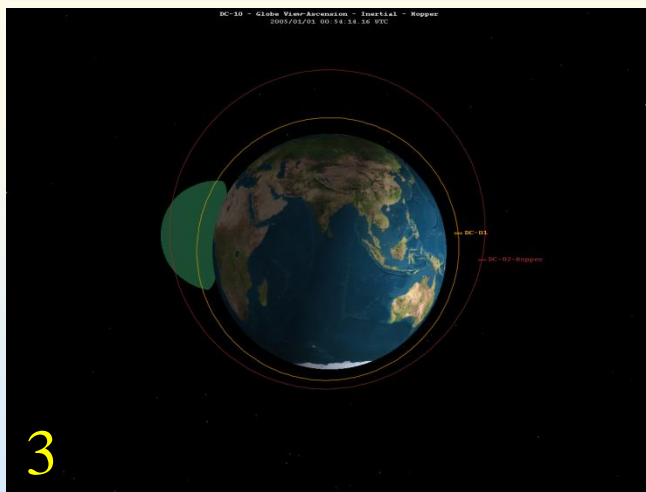 DC-10 - Globe View-Ascension - Inertial - Hopper
2005/01/01 00:54:14.16 UTC
DC-01
DC-02-Hopper
3